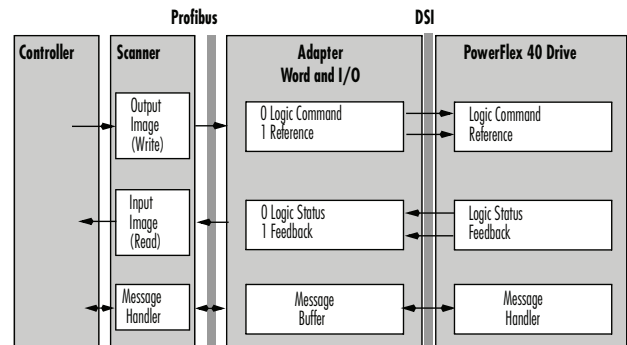 Profibus
DSI
Controller
Scanner
Adapter
Word and I/O
PowerFlex 40 Drive
Output
Image
(Write)
0 Logic Command
1 Reference
Logic Command
Reference
Input
Image
(Read)
0 Logic Status
1 Feedback
Logic Status
Feedback
Message
Handler
Message
Buffer
Message
Handler